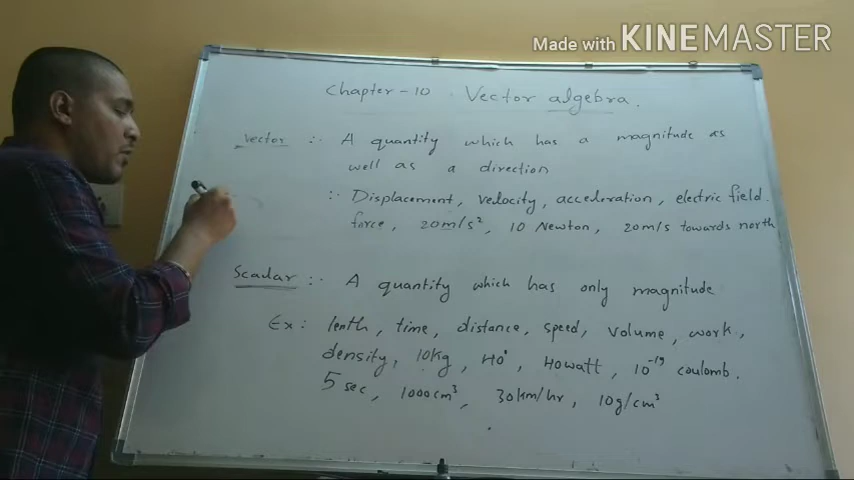 Made with KINEMASTER
Chapter-10 Vector algebra.
Vector :- A quantity which has a magnitude as
well as a direction
:- Displacement, velocity, acceleration, electric field.
force, 20m/s², 10 Newton, 20m/s towards north
Scalar :- A quantity which has only magnitude
Ex: lenth, time, distance, speed, volume, work,
density, 10kg, 40°, 40watt, 10⁻¹⁹ coulomb.
5 sec, 1000cm³, 30km/hr, 10g/cm³